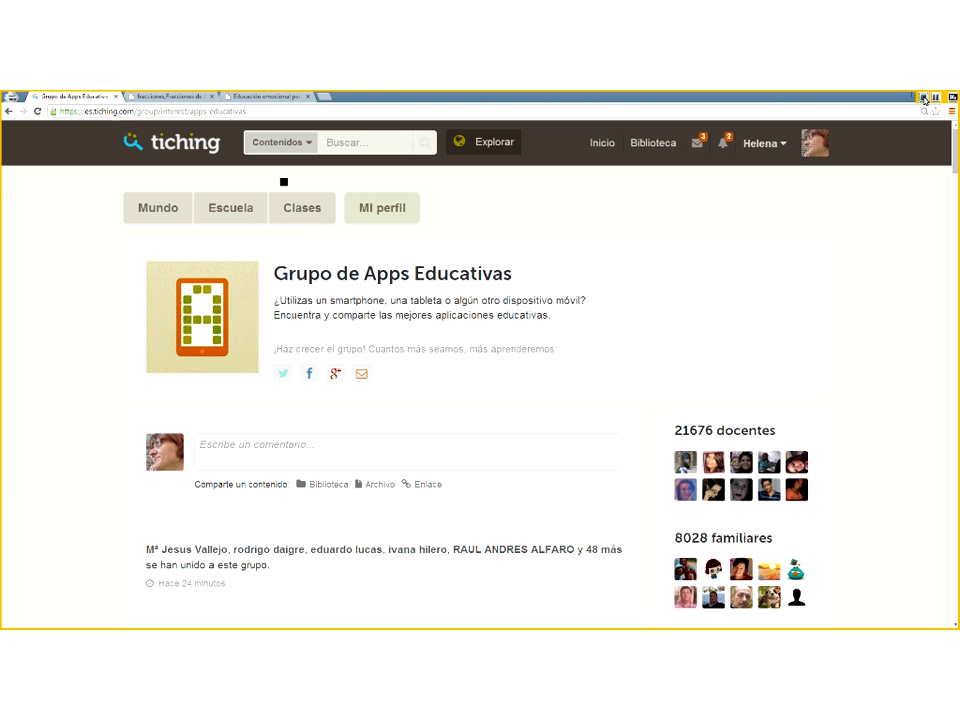 Grupo de Apps Educativa
Fracciones,Fracciones de
Educación emocional par
https://es.tiching.com/group/interest/apps-educativas
tiching
Contenidos
Buscar...
Explorar
Inicio
Biblioteca
3
2
Helena
Mundo
Escuela
Clases
Mi perfil
Grupo de Apps Educativas
¿Utilizas un smartphone, una tableta o algún otro dispositivo móvil?
Encuentra y comparte las mejores aplicaciones educativas.
¡Haz crecer el grupo! Cuantos más seamos, más aprenderemos
Escribe un comentario...
Comparte un contenido: Biblioteca Archivo Enlace
21676 docentes
8028 familiares
Mª Jesus Vallejo, rodrigo daigre, eduardo lucas, ivana hilero, RAUL ANDRES ALFARO y 48 más
se han unido a este grupo.
Hace 24 minutos